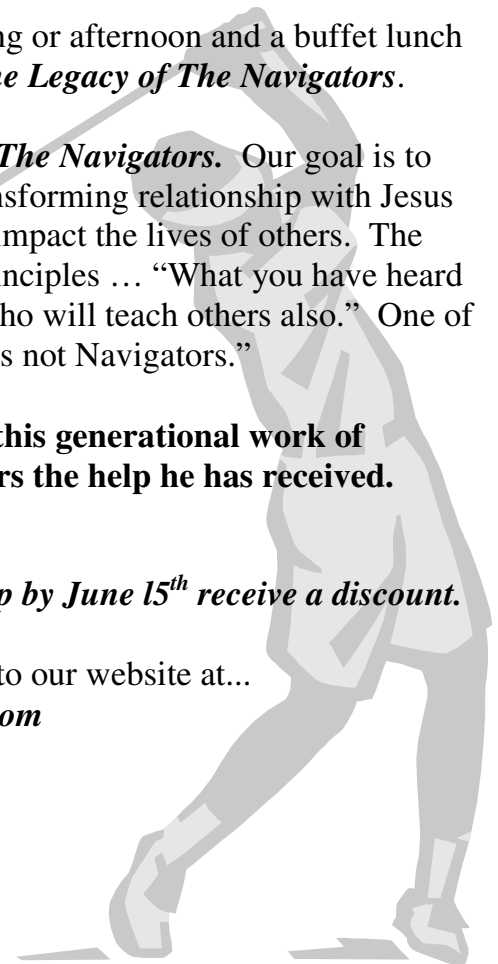 ng or afternoon and a buffet lunch
he Legacy of The Navigators.
The Navigators. Our goal is to
nsforming relationship with Jesus
impact the lives of others. The
inciples … “What you have heard
ho will teach others also.” One of
s not Navigators.”
this generational work of
rs the help he has received.
p by June l5th receive a discount.
to our website at...
om